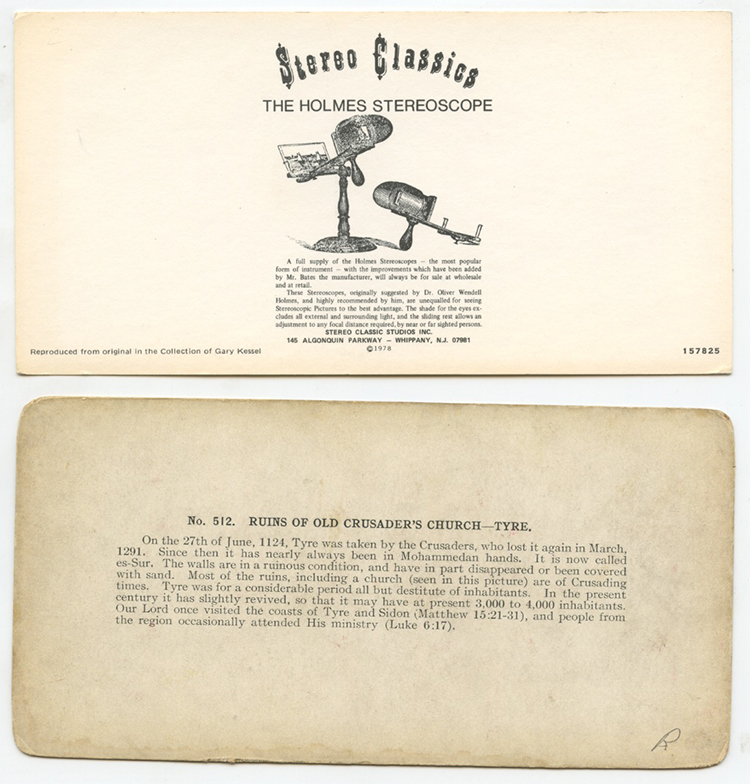 Stereo Classics
THE HOLMES STEREOSCOPE
A full supply of the Holmes Stereoscopes — the most popular
form of instrument — with the improvements which have been added
by Mr. Bates the manufacturer, will always be for sale at wholesale
and at retail.
These Stereoscopes, originally suggested by Dr. Oliver Wendell
Holmes, and highly recommended by him, are unequalled for seeing
Stereoscopic Pictures to the best advantage. The shade for the eyes ex-
cludes all external and surrounding light, and the sliding rest allows an
adjustment to any focal distance required, by near or far sighted persons.
STEREO CLASSIC STUDIOS INC.
145 ALGONQUIN PARKWAY — WHIPPANY, N.J. 07981
©1978
Reproduced from original in the Collection of Gary Kessel
157825
No. 512. RUINS OF OLD CRUSADER'S CHURCH—TYRE.
On the 27th of June, 1124, Tyre was taken by the Crusaders, who lost it again in March,
1291. Since then it has nearly always been in Mohammedan hands. It is now called
es-Sur. The walls are in a ruinous condition, and have in part disappeared or been covered
with sand. Most of the ruins, including a church (seen in this picture) are of Crusading
times. Tyre was for a considerable period all but destitute of inhabitants. In the present
century it has slightly revived, so that it may have at present 3,000 to 4,000 inhabitants.
Our Lord once visited the coasts of Tyre and Sidon (Matthew 15:21-31), and people from
the region occasionally attended His ministry (Luke 6:17).
R